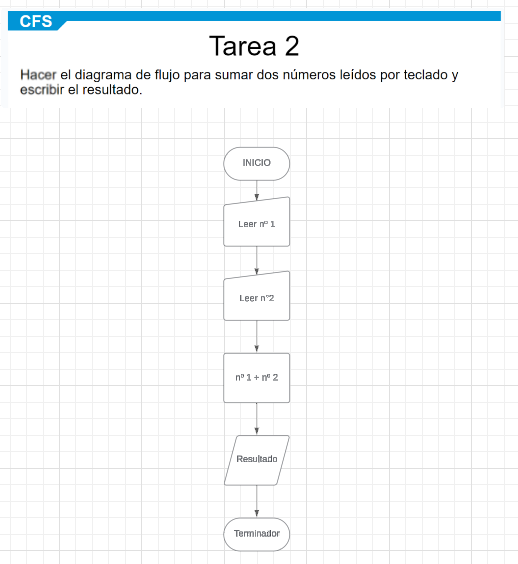 CFS
Tarea 2
Hacer el diagrama de flujo para sumar dos números leídos por teclado y
escribir el resultado.
INICIO
Leer nº 1
Leer n°2
nº 1 + nº 2
Resultado
Terminador